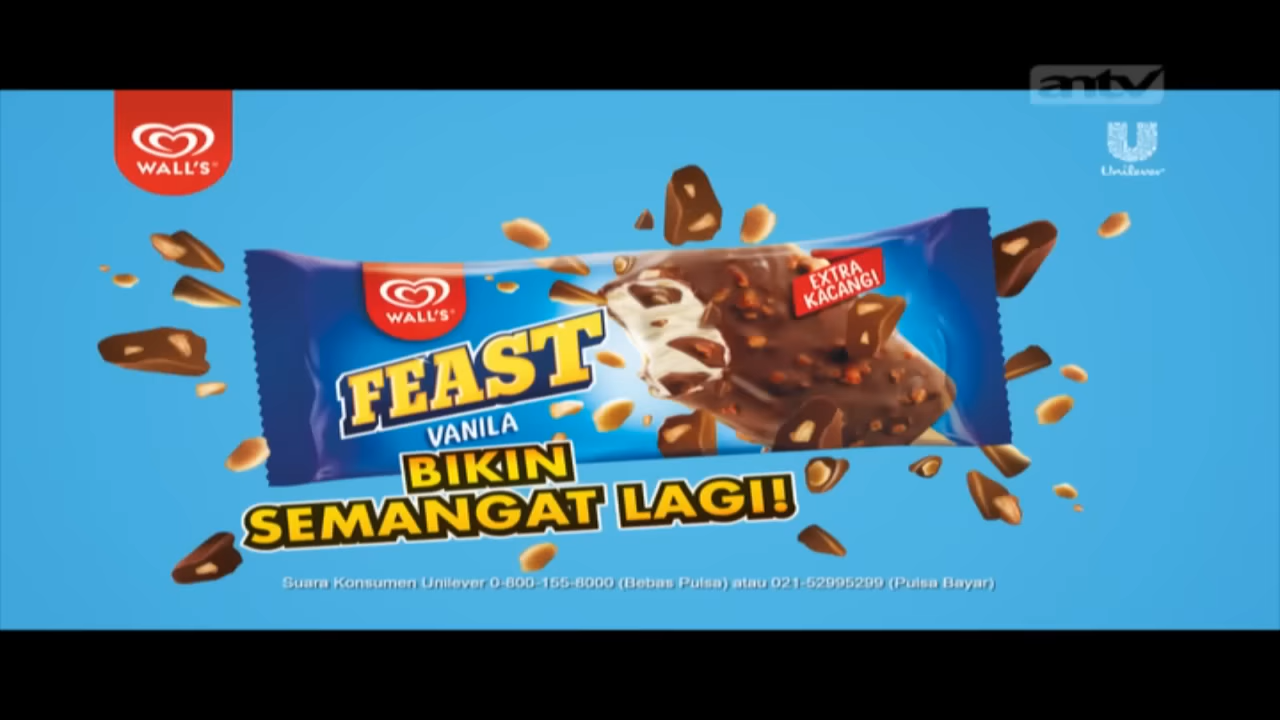 antv
WALL'S
Unilever
WALL'S
EXTRA
KACANG!
FEAST
VANILA
BIKIN
SEMANGAT LAGI!
Suara Konsumen Unilever 0-800-155-8000 (Bebas Pulsa) atau 021-52995299 (Pulsa Bayar)